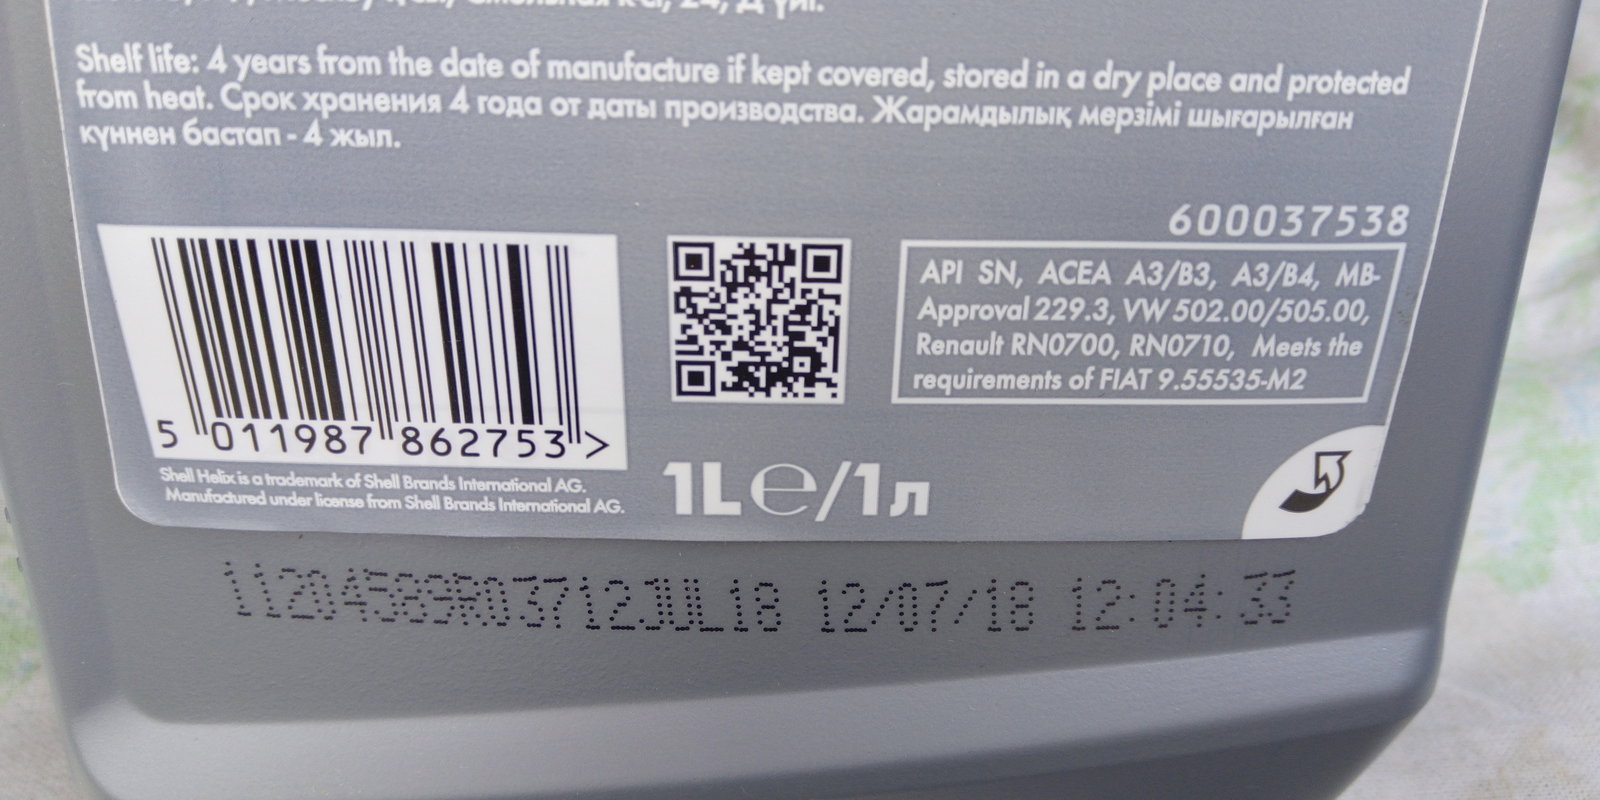 24,
Shelf life: 4 years from the date of manufacture if kept covered, stored in a dry place and protected
from heat. Срок хранения 4 года от даты производства. Жарамдылық мерзімі шығарылған
күннен бастап - 4 жыл.
600037538
API SN, ACEA A3/B3, A3/B4, MB-
Approval 229.3, VW 502.00/505.00,
Renault RN0700, RN0710, Meets the
requirements of FIAT 9.55535-M2
5 011987 862753 >
Shell Helix is a trademark of Shell Brands International AG.
Manufactured under license from Shell Brands International AG.
1L℮/1л
12JUL18 12/07/18 12:04:33